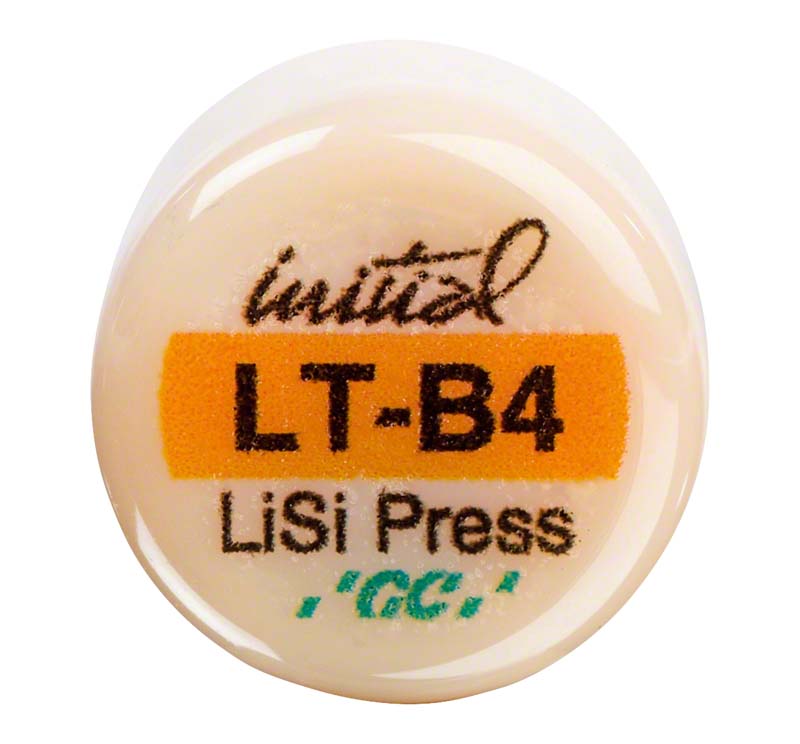 initial
LT-B4
LiSi Press
GC